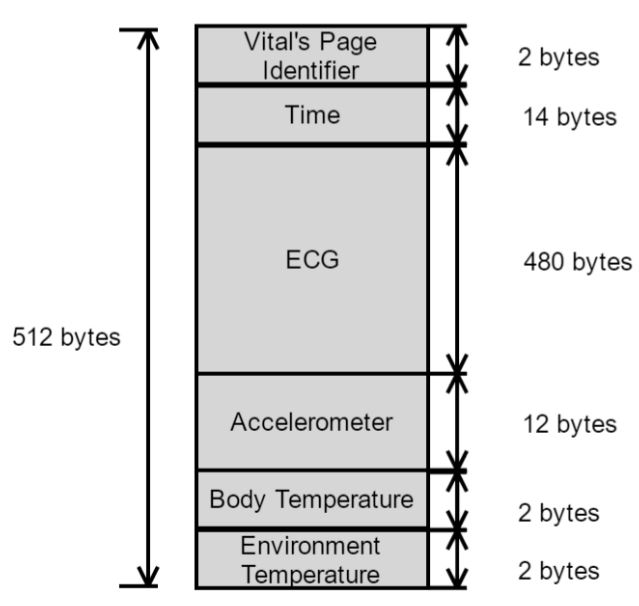 Vital's Page
Identifier
2 bytes
Time
14 bytes
ECG
480 bytes
512 bytes
Accelerometer
12 bytes
Body Temperature
2 bytes
Environment
Temperature
2 bytes